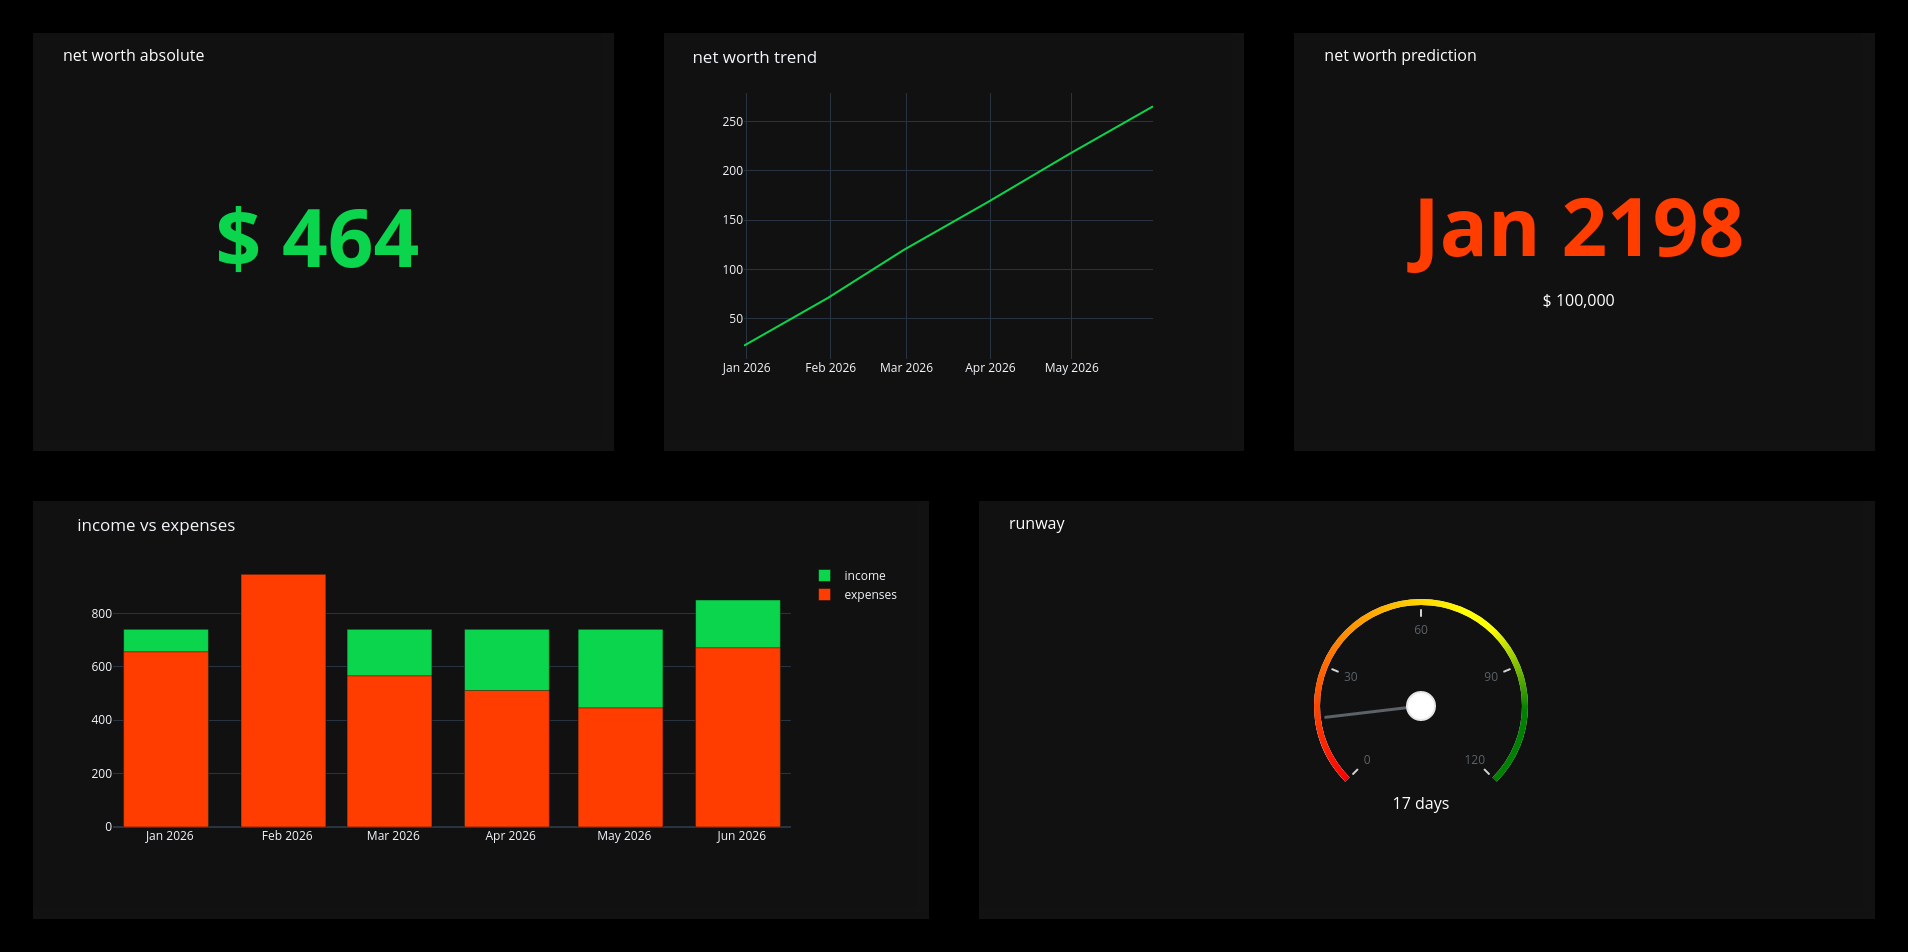 net worth absolute
$ 464
net worth trend
250
200
150
100
50
Jan 2026 Feb 2026 Mar 2026 Apr 2026 May 2026
net worth prediction
Jan 2198
$ 100,000
income vs expenses
income
expenses
800
600
400
200
0
Jan 2026 Feb 2026 Mar 2026 Apr 2026 May 2026 Jun 2026
runway
60
30 90
0 120
17 days